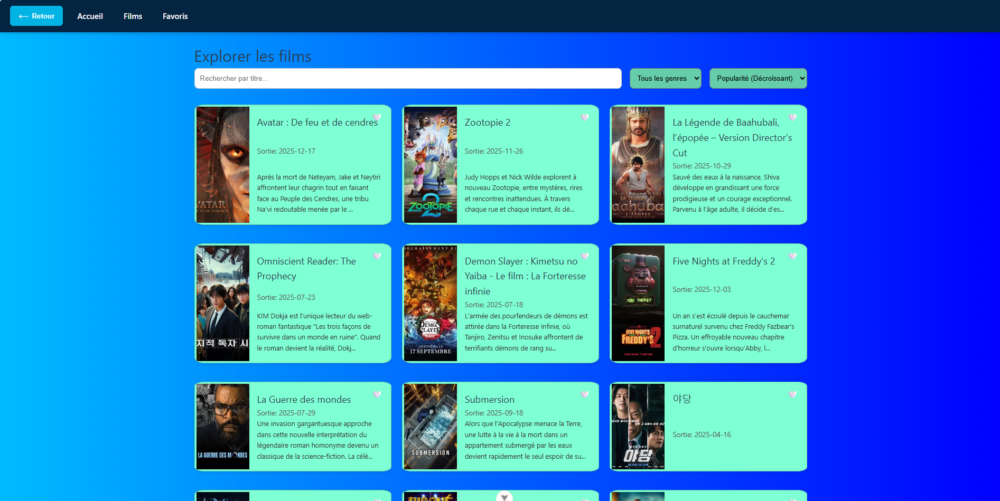 ← Retour
Accueil
Films
Favoris
Explorer les films
Rechercher par titre...
Tous les genres
Popularité (Décroissant)
VATAR
U ET DE CENDRES
Avatar : De feu et de cendres
Sortie: 2025-12-17
Après la mort de Neteyam, Jake et Neytiri
affrontent leur chagrin tout en faisant
face au Peuple des Cendres, une tribu
Na’vi redoutable menée par le ...
ZOOTOPIE
2
Zootopie 2
Sortie: 2025-11-26
Judy Hopps et Nick Wilde explorent à
nouveau Zootopie, entre mystères, rires
et rencontres inattendues. À travers
chaque rue et chaque instant, ils dé...
S.S. RAJAMOULI
LA LÉGENDE DE
aahuba
L'ÉPOPÉE
VERSION DIRECTOR'S CUT
La Légende de Baahubali,
l’épopée – Version Director’s
Cut
Sortie: 2025-10-29
Sauvé des eaux à la naissance, Shiva
développe en grandissant une force
prodigieuse et un courage exceptionnel.
Parvenu à l’âge adulte, il décide d’es...
지적 독자 시
Omniscient Reader: The
Prophecy
Sortie: 2025-07-23
KIM Dokja est l'unique lecteur du web-
roman fantastique "Les trois façons de
survivre dans un monde en ruine". Quand
le roman devient la réalité, Dokj...
DÉCHAÎNEMENT FI
DEMON
SLAYER
AU CINÉMA LE
17 SEPTEMBRE
Demon Slayer : Kimetsu no
Yaiba - Le film : La Forteresse
infinie
Sortie: 2025-07-18
L'armée des pourfendeurs de démons est
attirée dans la Forteresse Infinie, où
Tanjiro, Zenitsu et Inosuke affrontent de
terrifiants démons de rang su...
YOU THERE?
FIVE NIGHTS
AT
FREDDY'S 2
Five Nights at Freddy's 2
Sortie: 2025-12-03
Un an s’est écoulé depuis le cauchemar
surnaturel survenu chez Freddy Fazbear's
Pizza. Un effroyable nouveau chapitre
d'horreur s'ouvre lorsqu’Abby, l...
LA GUERRE DES MONDES
La Guerre des mondes
Sortie: 2025-07-29
Une invasion gargantuesque approche
dans cette nouvelle interprétation du
légendaire roman homonyme devenu un
classique de la science-fiction. La célè...
SUBMERSION
Submersion
Sortie: 2025-09-18
Alors que l'Apocalypse menace la Terre,
une lutte à la vie à la mort dans un
appartement submergé par les eaux
devient rapidement le seul espoir de su...
야당
야당
Sortie: 2025-04-16